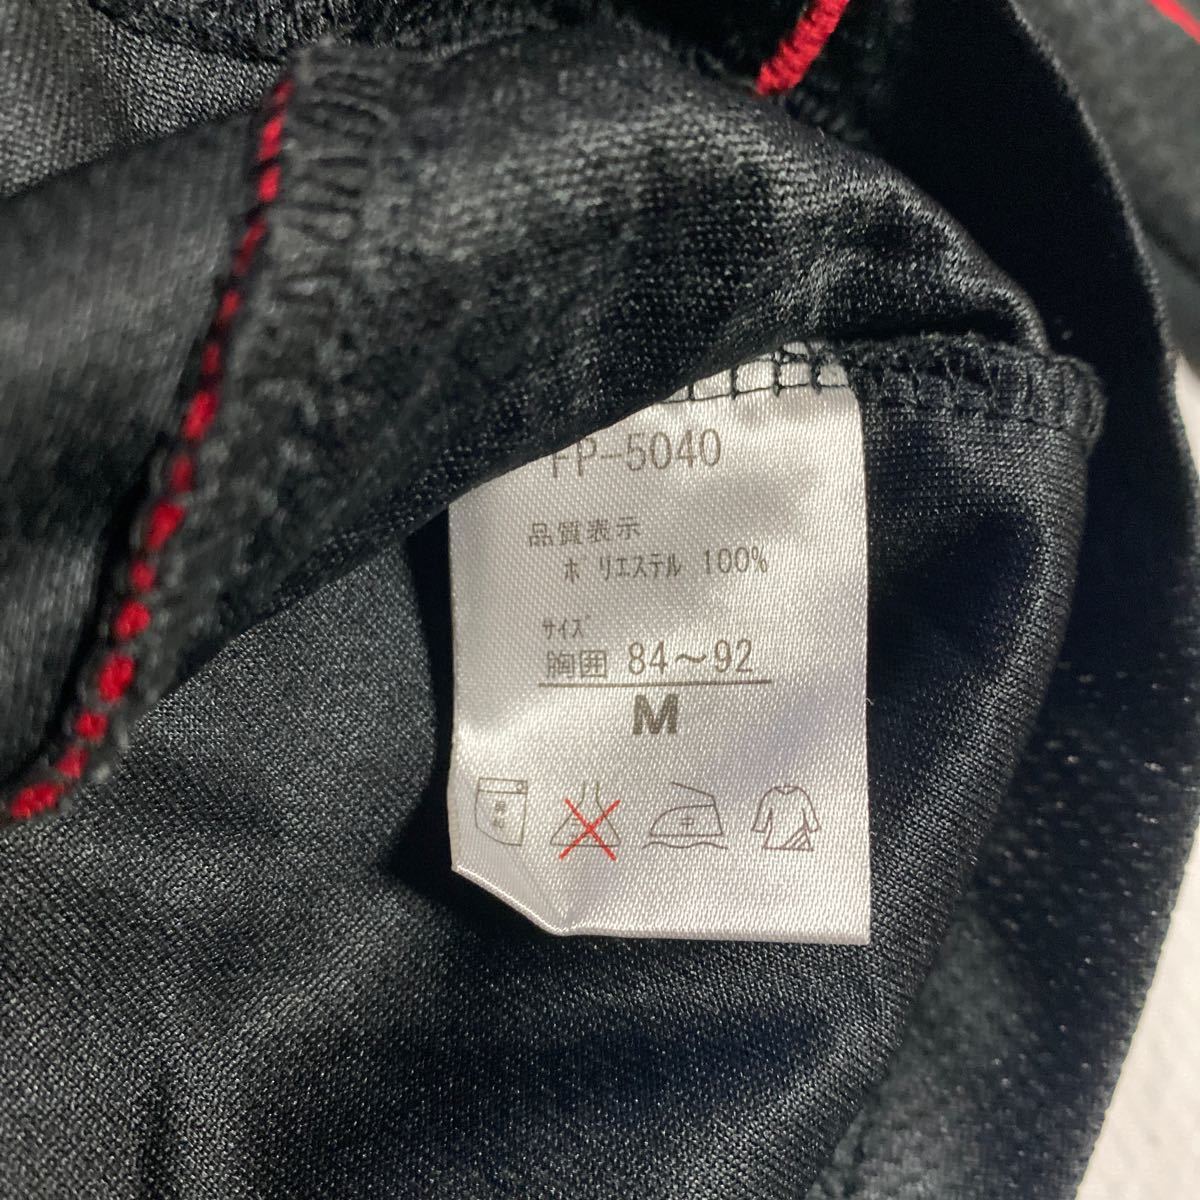 FP-5040
品質表示
ポリエステル 100%
サイズ
胸囲 84～92
M